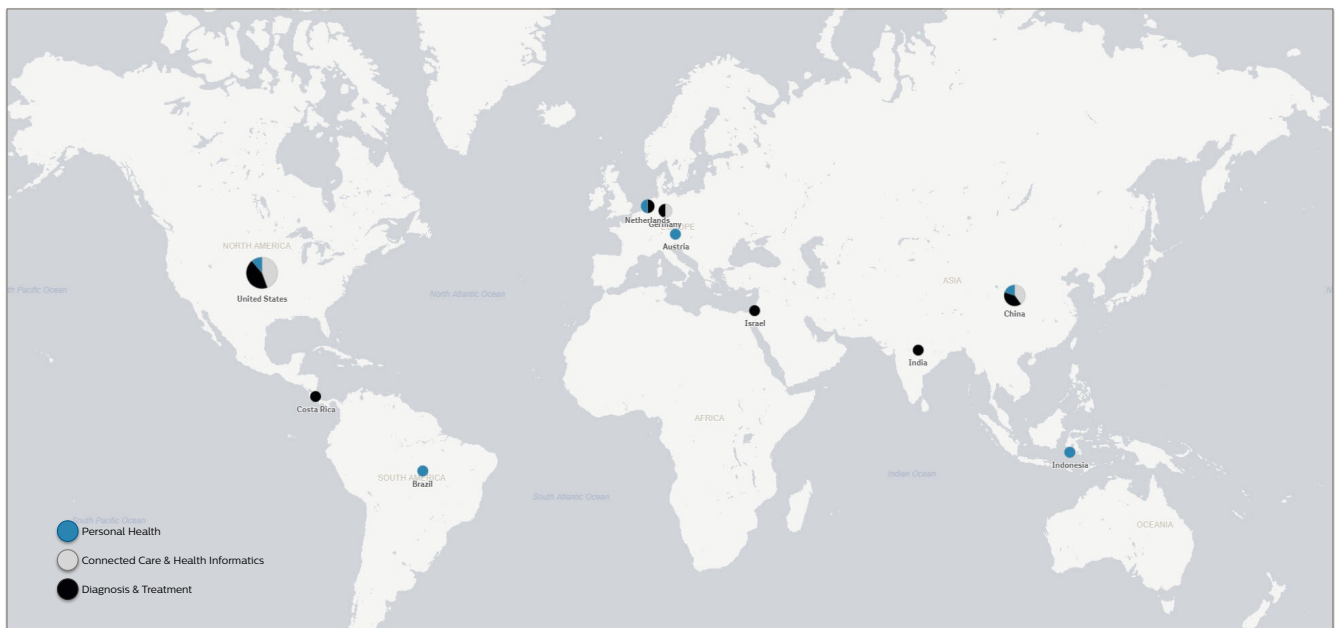 NORTH AMERICA
United States
th Pacific Ocean
North Atlantic Ocean
Netherlands
Germany
Austria
ASIA
China
Israel
India
Costa Rica
AFRICA
SOUTH AMERICA
Brazil
Indonesia
Indian Ocean
South Atlantic Ocean
OCEANIA
South Pacific Ocean
Personal Health
Connected Care & Health Informatics
Diagnosis & Treatment